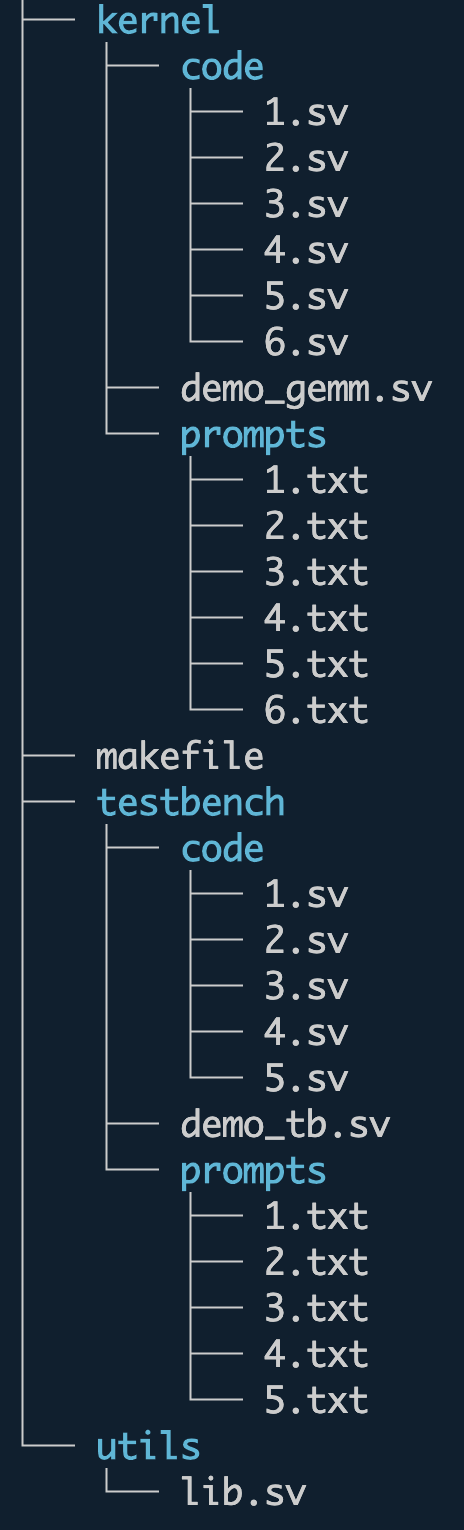 kernel
code
1.sv
2.sv
3.sv
4.sv
5.sv
6.sv
demo_gemm.sv
prompts
1.txt
2.txt
3.txt
4.txt
5.txt
6.txt
makefile
testbench
code
1.sv
2.sv
3.sv
4.sv
5.sv
demo_tb.sv
prompts
1.txt
2.txt
3.txt
4.txt
5.txt
utils
lib.sv